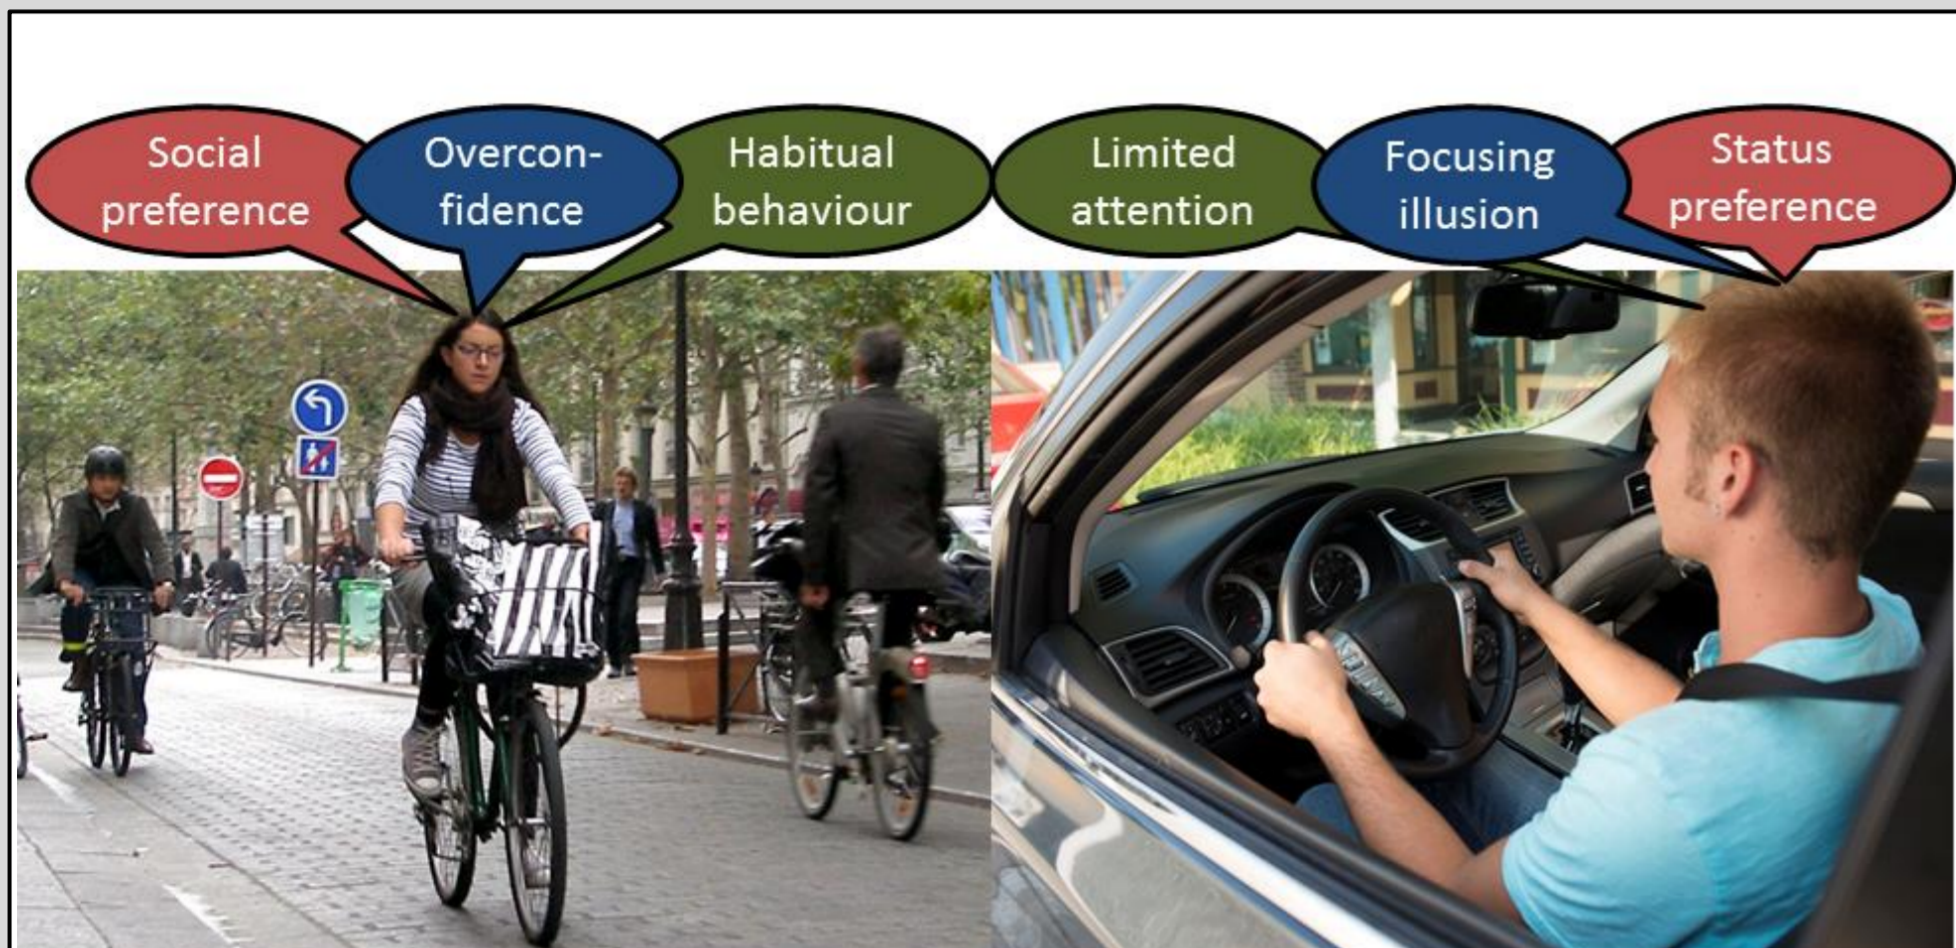 Social
preference
Overcon-
fidence
Habitual
behaviour
Limited
attention
Focusing
illusion
Status
preference